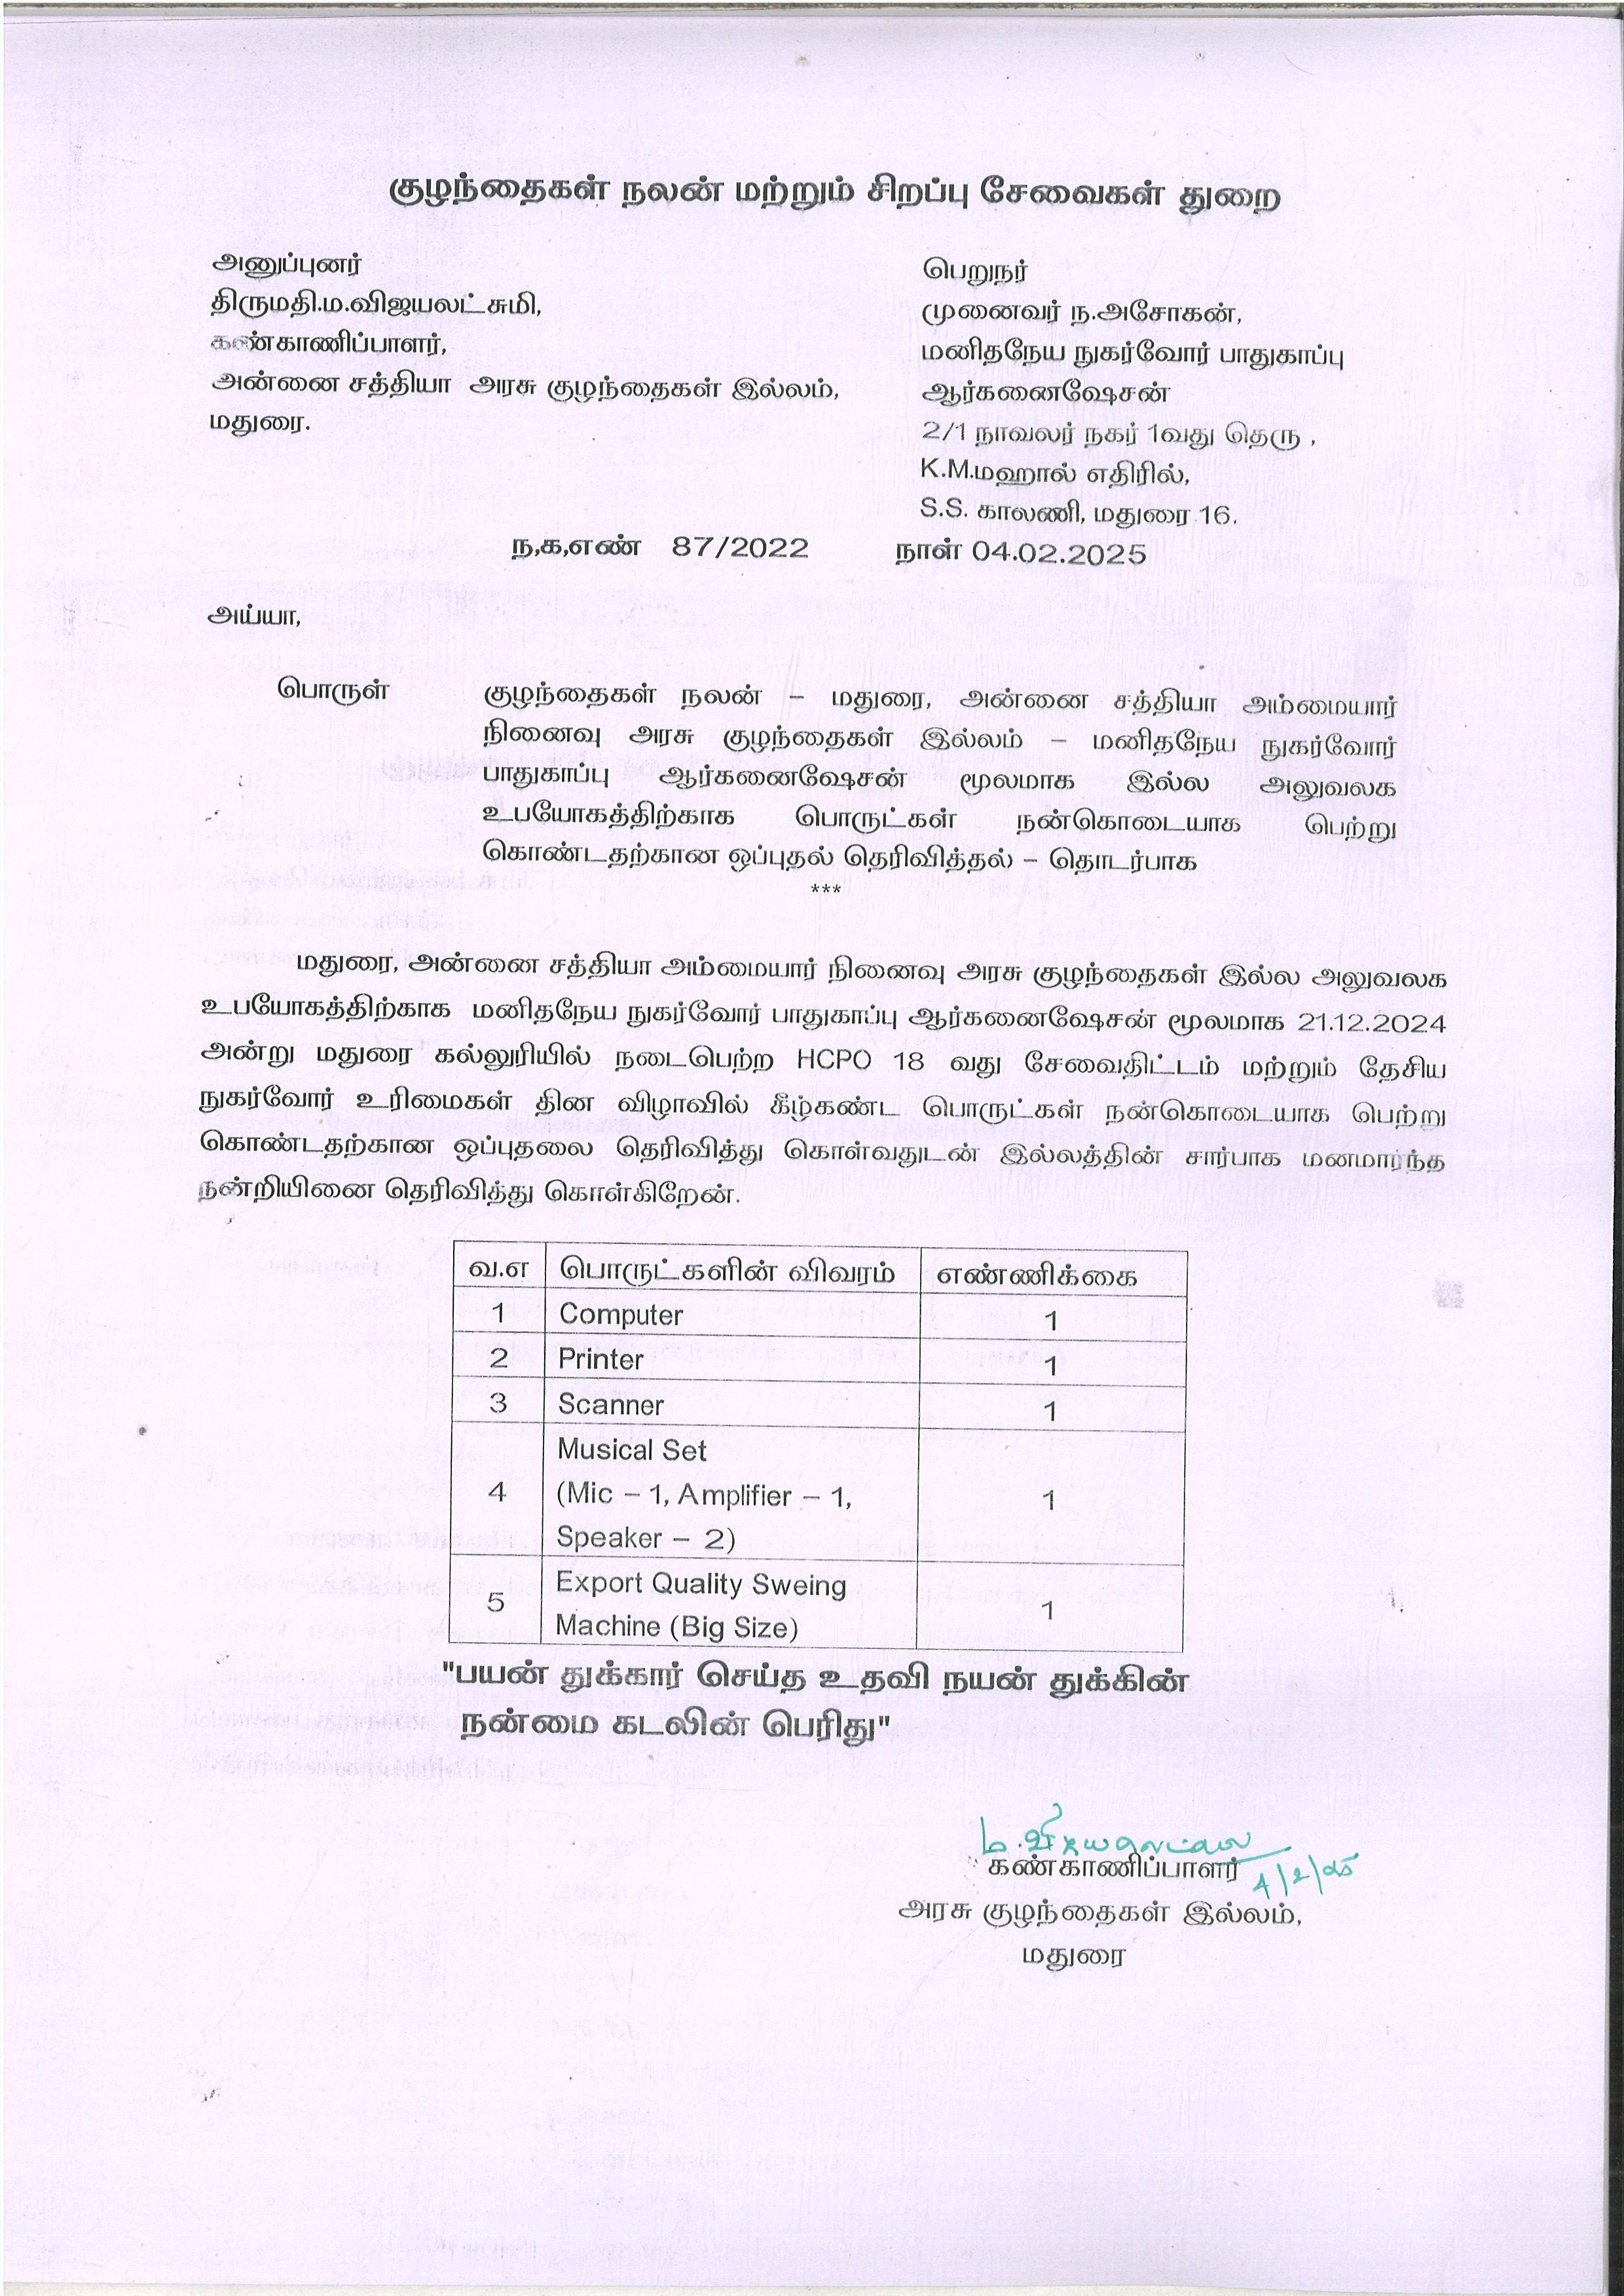 குழந்தைகள் நலன் மற்றும் சிறப்பு சேவைகள் துறை
அனுப்புனர்
திருமதி.ம.விஜயலட்சுமி,
கண்காணிப்பாளர்,
அன்னை சத்தியா அரசு குழந்தைகள் இல்லம்,
மதுரை.
பெறுநர்
முனைவர் ந.அசோகன்,
மனிதநேய நுகர்வோர் பாதுகாப்பு
ஆர்கனைஷேசன்
2/1 நாவலர் நகர் 1வது தெரு ,
K.M.மஹால் எதிரில்,
S.S. காலணி, மதுரை 16.
ந,க,எண் 87/2022 நாள் 04.02.2025
அய்யா,
பொருள் குழந்தைகள் நலன் – மதுரை, அன்னை சத்தியா அம்மையார்
நினைவு அரசு குழந்தைகள் இல்லம் – மனிதநேய நுகர்வோர்
பாதுகாப்பு ஆர்கனைஷேசன் மூலமாக இல்ல அலுவலக
உபயோகத்திற்காக பொருட்கள் நன்கொடையாக பெற்று
கொண்டதற்கான ஒப்புதல் தெரிவித்தல் – தொடர்பாக
***
மதுரை, அன்னை சத்தியா அம்மையார் நினைவு அரசு குழந்தைகள் இல்ல அலுவலக
உபயோகத்திற்காக மனிதநேய நுகர்வோர் பாதுகாப்பு ஆர்கனைஷேசன் மூலமாக 21.12.2024
அன்று மதுரை கல்லுரியில் நடைபெற்ற HCPO 18 வது சேவைதிட்டம் மற்றும் தேசிய
நுகர்வோர் உரிமைகள் தின விழாவில் கீழ்கண்ட பொருட்கள் நன்கொடையாக பெற்று
கொண்டதற்கான ஒப்புதலை தெரிவித்து கொள்வதுடன் இல்லத்தின் சார்பாக மனமார்ந்த
நன்றியினை தெரிவித்து கொள்கிறேன்.
வ.எ பொருட்களின் விவரம் எண்ணிக்கை
1 Computer 1
2 Printer 1
3 Scanner 1
4 Musical Set
(Mic – 1, Amplifier – 1,
Speaker – 2) 1
5 Export Quality Sweing
Machine (Big Size) 1
"பயன் துக்கார் செய்த உதவி நயன் துக்கின்
நன்மை கடலின் பெரிது"
ம.விஜயலட்சுமி
கண்காணிப்பாளர் 4/2/25
அரசு குழந்தைகள் இல்லம்,
மதுரை